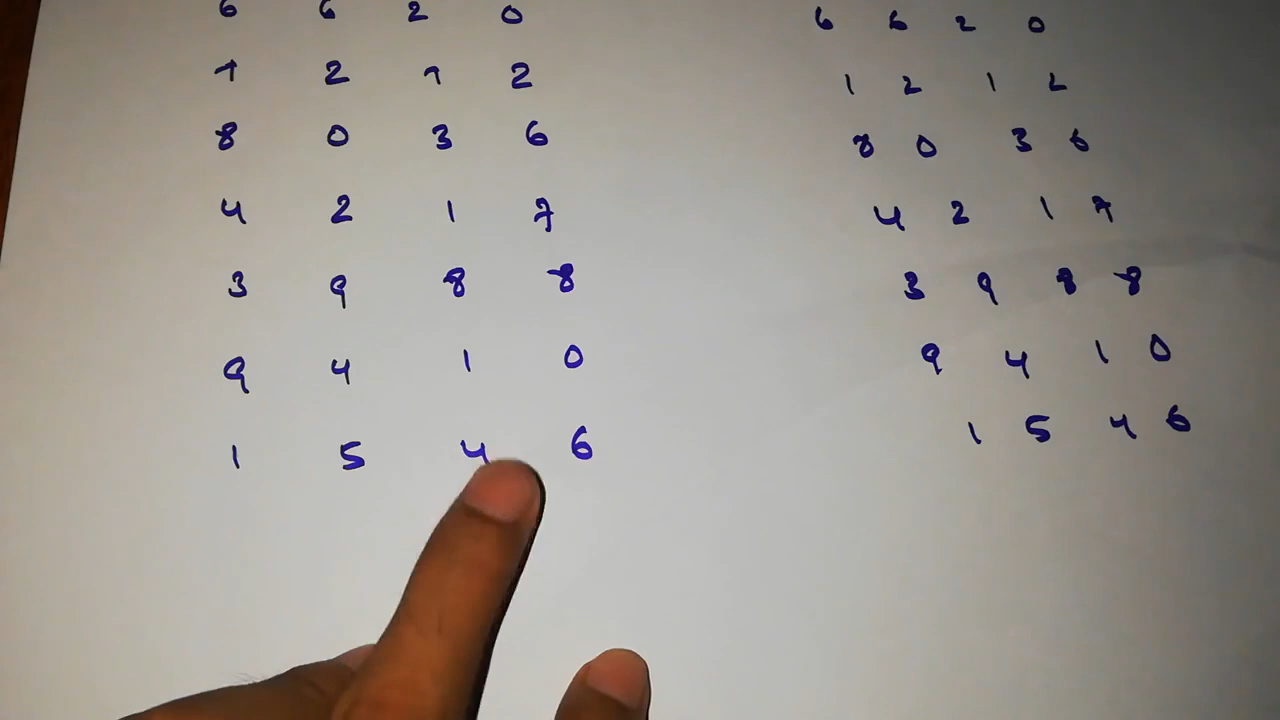 6 6 2 0 6 6 2 0
1 2 1 2 1 2 1 2
8 0 3 6 8 0 3 6
4 2 1 7 4 2 1 7
3 9 8 8 3 9 8 8
9 4 1 0 9 4 1 0
1 5 4 6 1 5 4 6